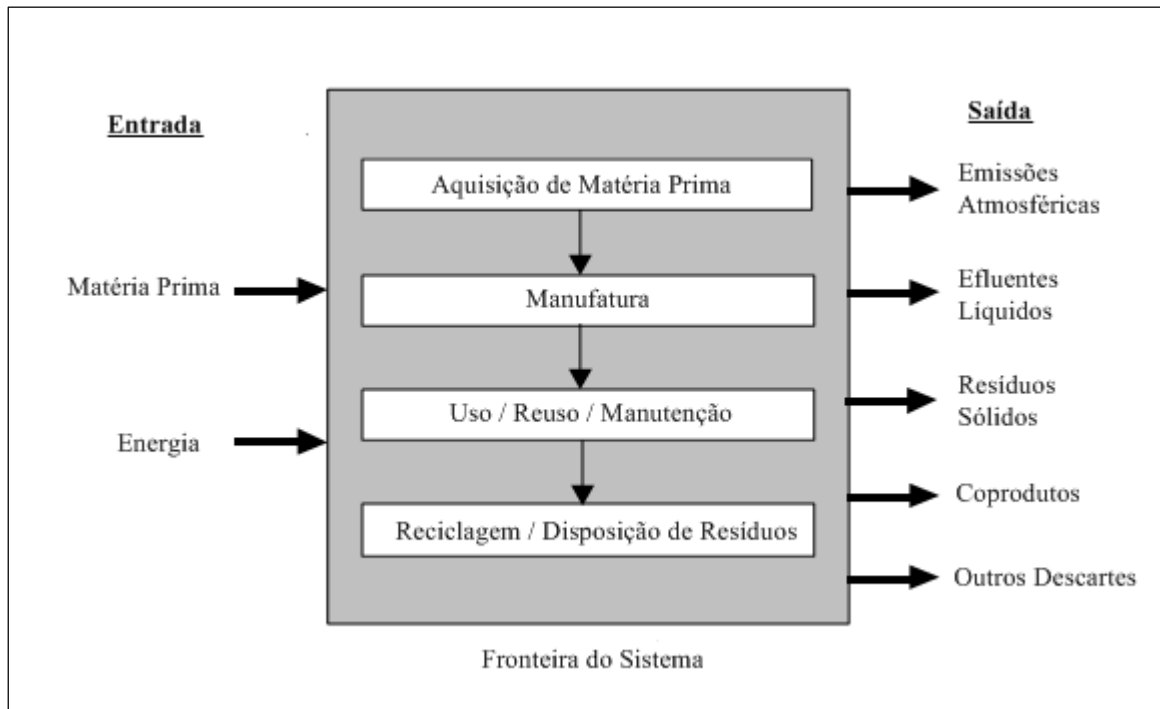 Entrada
Matéria Prima
Energia
Aquisição de Matéria Prima
Manufatura
Uso / Reuso / Manutenção
Reciclagem / Disposição de Resíduos
Fronteira do Sistema
Saída
Emissões
Atmosféricas
Efluentes
Líquidos
Resíduos
Sólidos
Coprodutos
Outros Descartes